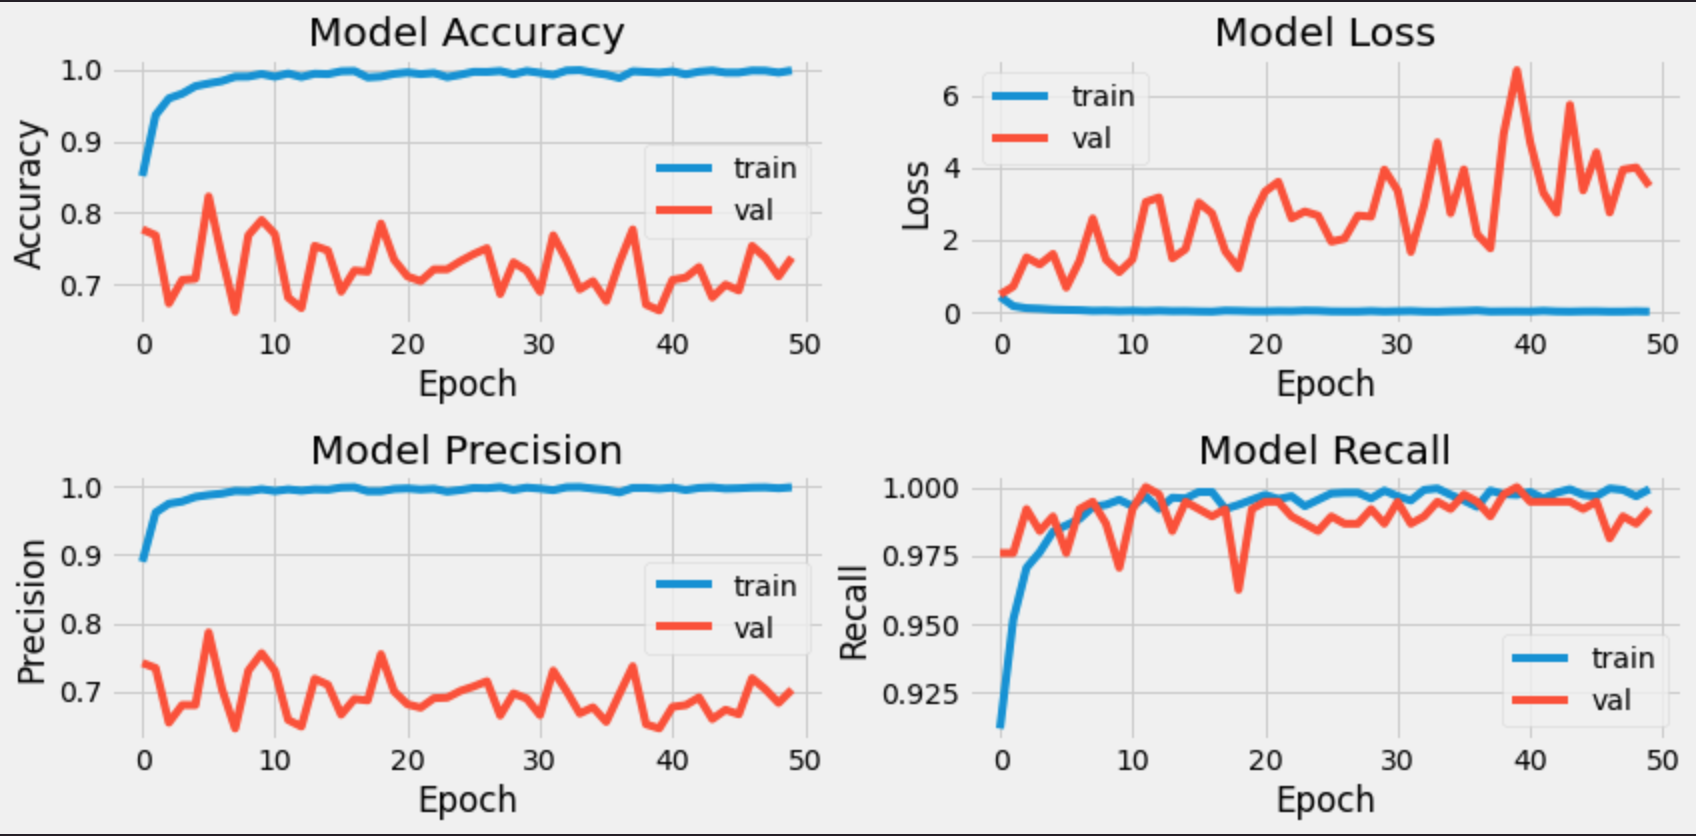 Model Accuracy
1.0
0.9
0.8
0.7
Accuracy
train
val
0 10 20 30 40 50
Epoch
Model Loss
6
4
2
0
Loss
train
val
0 10 20 30 40 50
Epoch
Model Precision
1.0
0.9
0.8
0.7
Precision
train
val
0 10 20 30 40 50
Epoch
Model Recall
1.000
0.975
0.950
0.925
Recall
train
val
0 10 20 30 40 50
Epoch